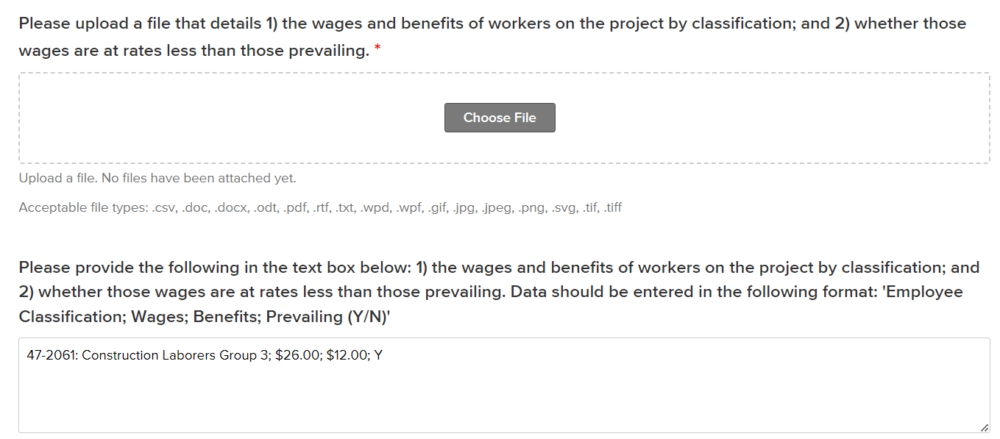 Please upload a file that details 1) the wages and benefits of workers on the project by classification; and 2) whether those
wages are at rates less than those prevailing. *
Choose File
Upload a file. No files have been attached yet.
Acceptable file types: .csv, .doc, .docx, .odt, .pdf, .rtf, .txt, .wpd, .wpf, .gif, .jpg, .jpeg, .png, .svg, .tif, .tiff
Please provide the following in the text box below: 1) the wages and benefits of workers on the project by classification; and
2) whether those wages are at rates less than those prevailing. Data should be entered in the following format: 'Employee
Classification; Wages; Benefits; Prevailing (Y/N)'
47-2061: Construction Laborers Group 3; $26.00; $12.00; Y